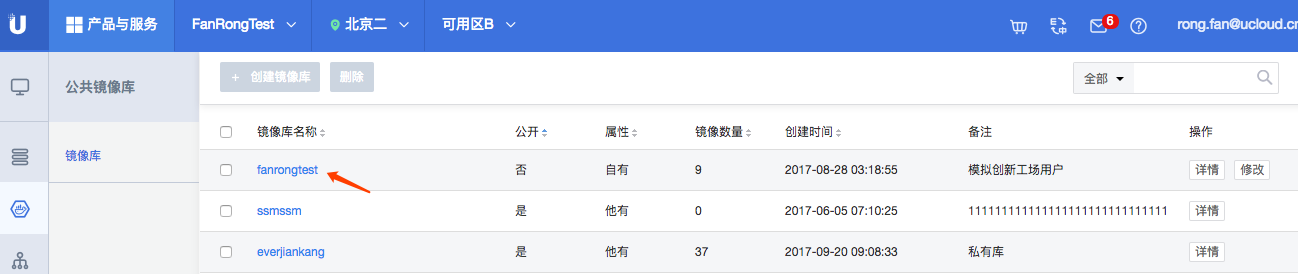 U 产品与服务 FanRongTest 北京二 可用区B 6 rong.fan@ucloud.cn
公共镜像库 + 创建镜像库 删除 全部
镜像库
镜像库名称 公开 属性 镜像数量 创建时间 备注 操作
fanrongtest 否 自有 9 2017-08-28 03:18:55 模拟创新工场用户 详情 修改
ssmssm 是 他有 0 2017-06-05 07:10:25 详情
everjiankang 是 他有 37 2017-09-20 09:08:33 私有库 详情